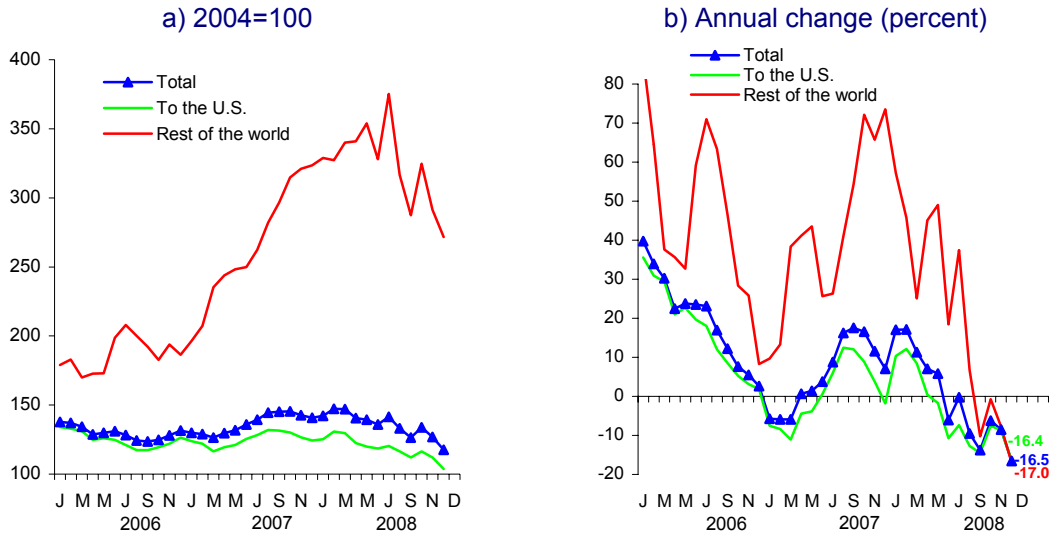 a) 2004=100
400
350
300
250
200
150
100
Total
To the U.S.
Rest of the world
J M M J S N J M M J S N J M M J S N D
2006 2007 2008
b) Annual change (percent)
80
70
60
50
40
30
20
10
0
-10
-20
Total
To the U.S.
Rest of the world
-16.4
-16.5
-17.0
J M M J S N J M M J S N J M M J S N D
2006 2007 2008